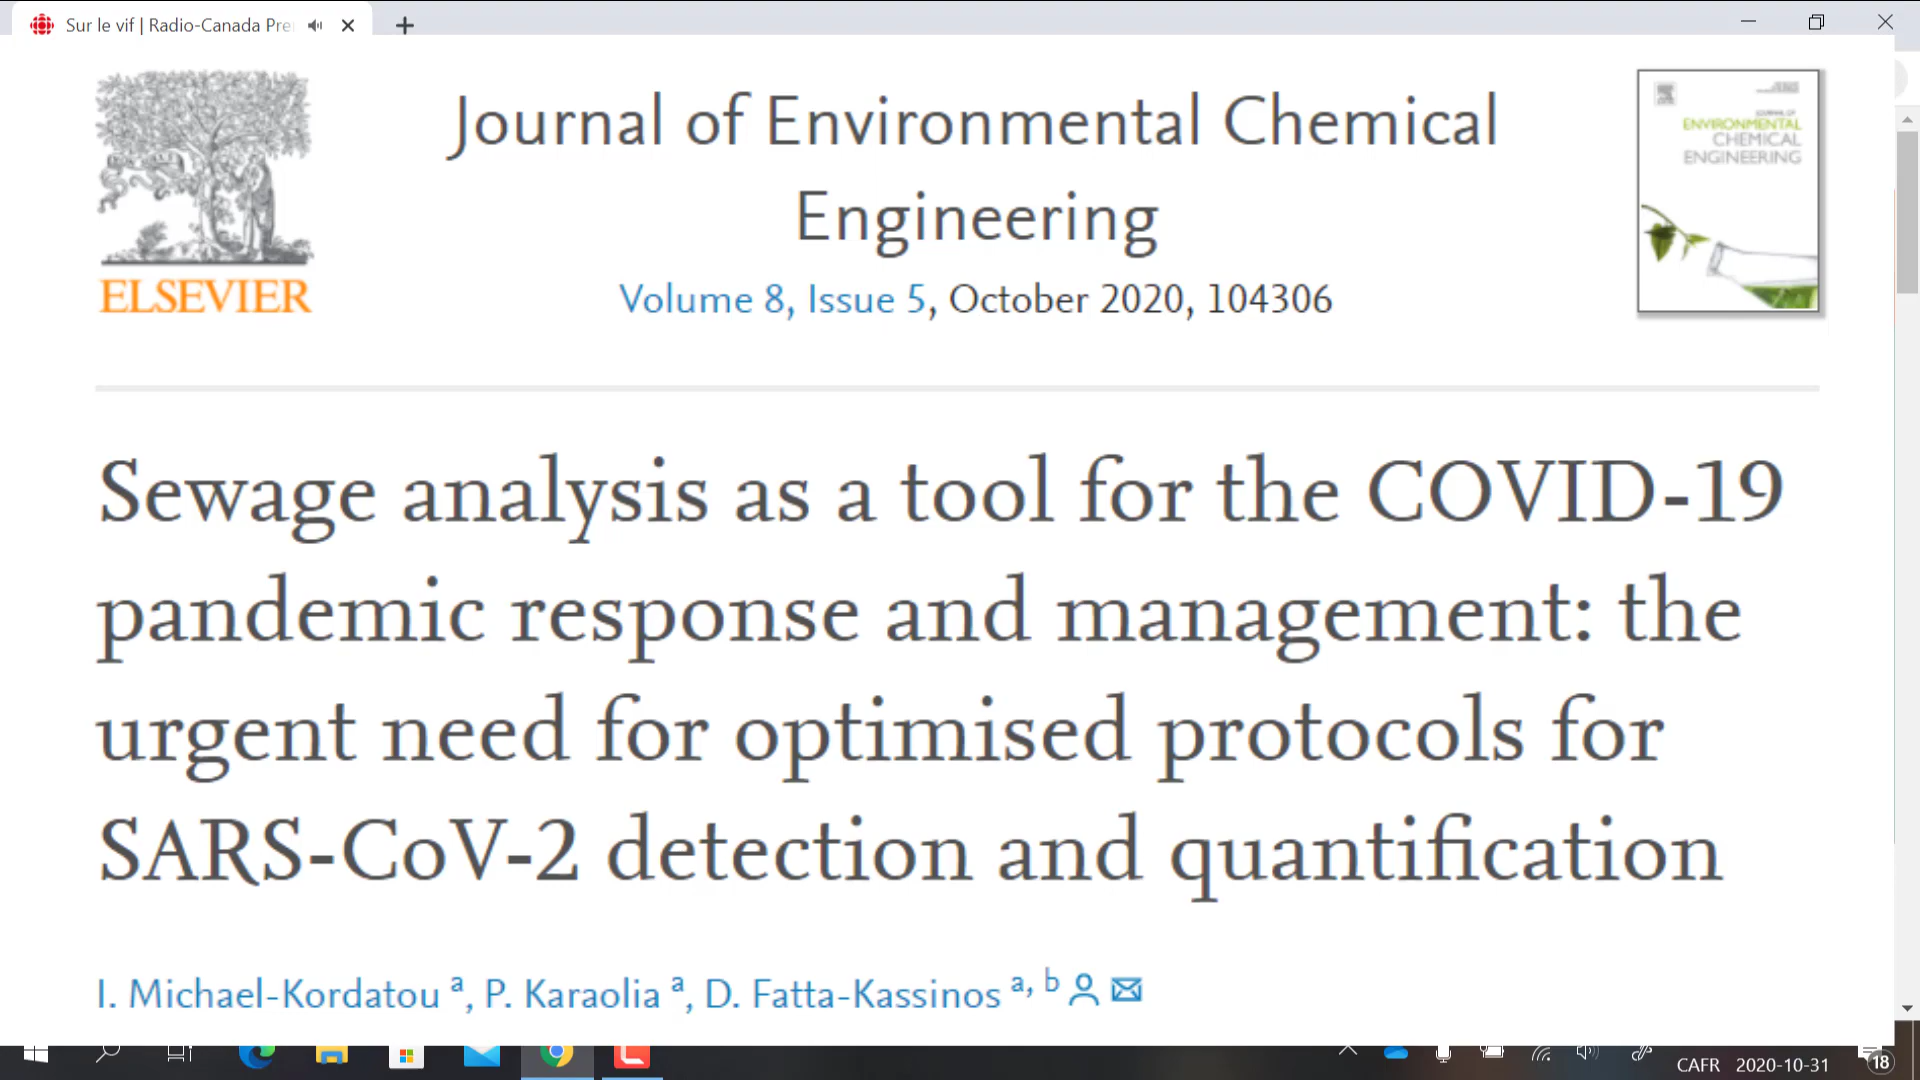 Sur le vif | Radio-Canada Pre
ELSEVIER
Journal of Environmental Chemical
Engineering
Volume 8, Issue 5, October 2020, 104306
JOURNAL OF
ENVIRONMENTAL
CHEMICAL
ENGINEERING
Sewage analysis as a tool for the COVID-19
pandemic response and management: the
urgent need for optimised protocols for
SARS-CoV-2 detection and quantification
I. Michael-Kordatou a, P. Karaolia a, D. Fatta-Kassinos a, b
CAFR 2020-10-31 18